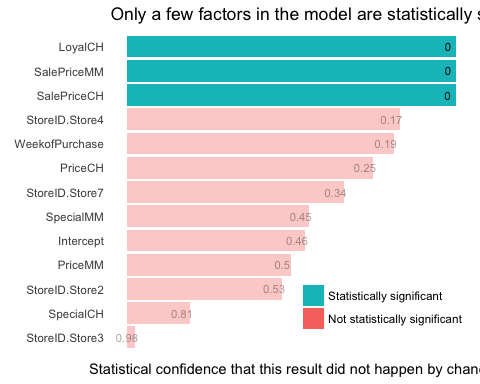 Only a few factors in the model are statistically s
LoyalCH 0
SalePriceMM 0
SalePriceCH 0
StoreID.Store4 0.17
WeekofPurchase 0.19
PriceCH 0.25
StoreID.Store7 0.34
SpecialMM 0.45
Intercept 0.46
PriceMM 0.5
StoreID.Store2 0.53
SpecialCH 0.81
StoreID.Store3 0.98
Statistically significant
Not statistically significant
Statistical confidence that this result did not happen by chan